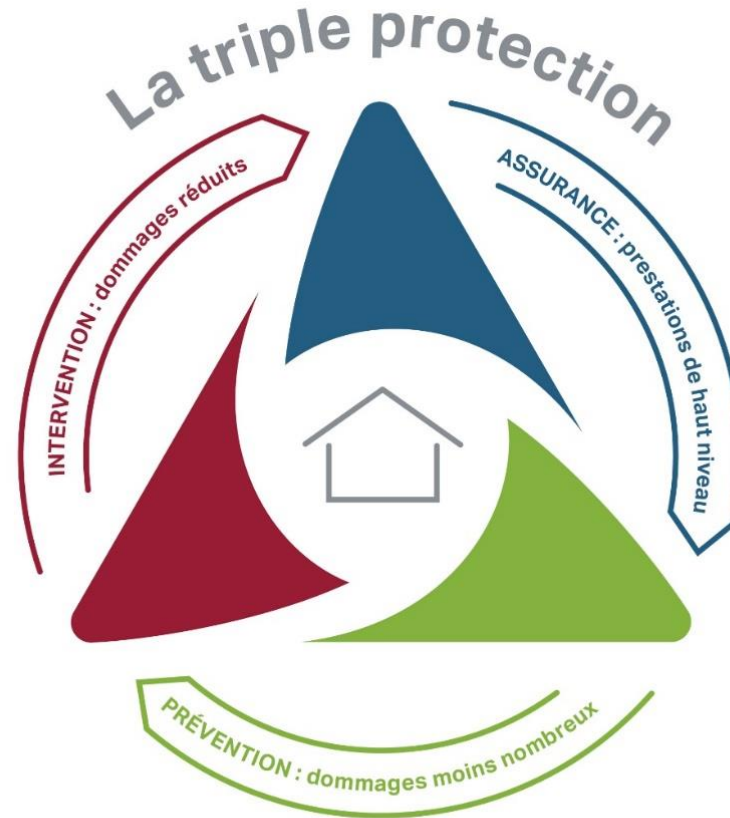 La triple protection
INTERVENTION : dommages réduits
ASSURANCE : prestations de haut niveau
PRÉVENTION : dommages moins nombreux